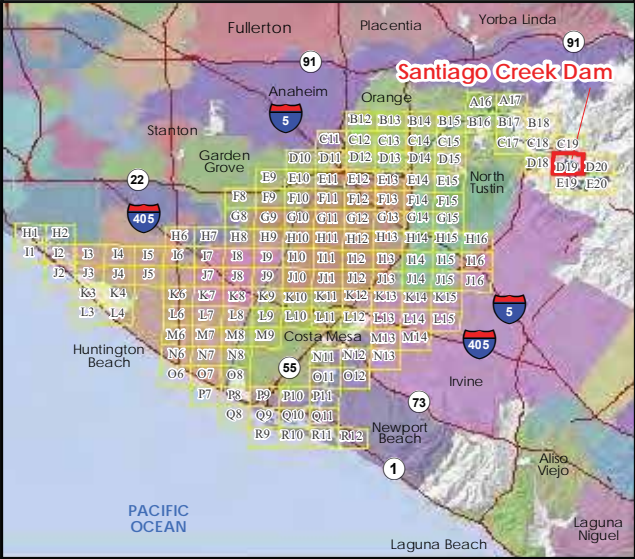 Fullerton
Placentia
Yorba Linda
91
91
Santiago Creek Dam
Anaheim
Orange
A16 A17
5
B12 B13 B14 B15 B16 B17 B18
Stanton
C11 C12 C13 C14 C15 C17 C18 C19
Garden
Grove
D10 D11 D12 D13 D14 D15 D18 D19 D20
North
Tustin
22
E9 E10 E11 E12 E13 E14 E15 E19 E20
F8 F9 F10 F11 F12 F13 F14 F15
405
G8 G9 G10 G11 G12 G13 G14 G15
H1 H2 H6 H7 H8 H9 H10 H11 H12 H13 H14 H15 H16
I1 I2 I3 I4 I5 I6 I7 I8 I9 I10 I11 I12 I13 I14 I15 I16
J2 J3 J4 J5 J7 J8 J9 J10 J11 J12 J13 J14 J15 J16
K3 K4 K6 K7 K8 K9 K10 K11 K12 K13 K14 K15
5
L3 L4 L6 L7 L8 L9 L10 L11 L12 L13 L14 L15
M6 M7 M8 M9 Costa Mesa M13 M14
405
Huntington
Beach
N6 N7 N8 N11 N12 N13
55
O6 O7 O8 O11 O12
Irvine
P7 P8 P9 P10 P11
73
Q8 Q9 Q10 Q11
Newport
Beach
R9 R10 R11 R12
1
Aliso
Viejo
PACIFIC
OCEAN
Laguna
Niguel
Laguna Beach